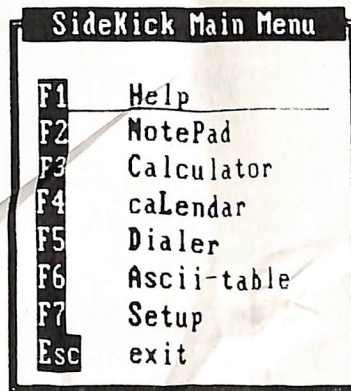 SideKick Main Menu
F1 Help
F2 NotePad
F3 Calculator
F4 caLendar
F5 Dialer
F6 Ascii-table
F7 Setup
Esc exit